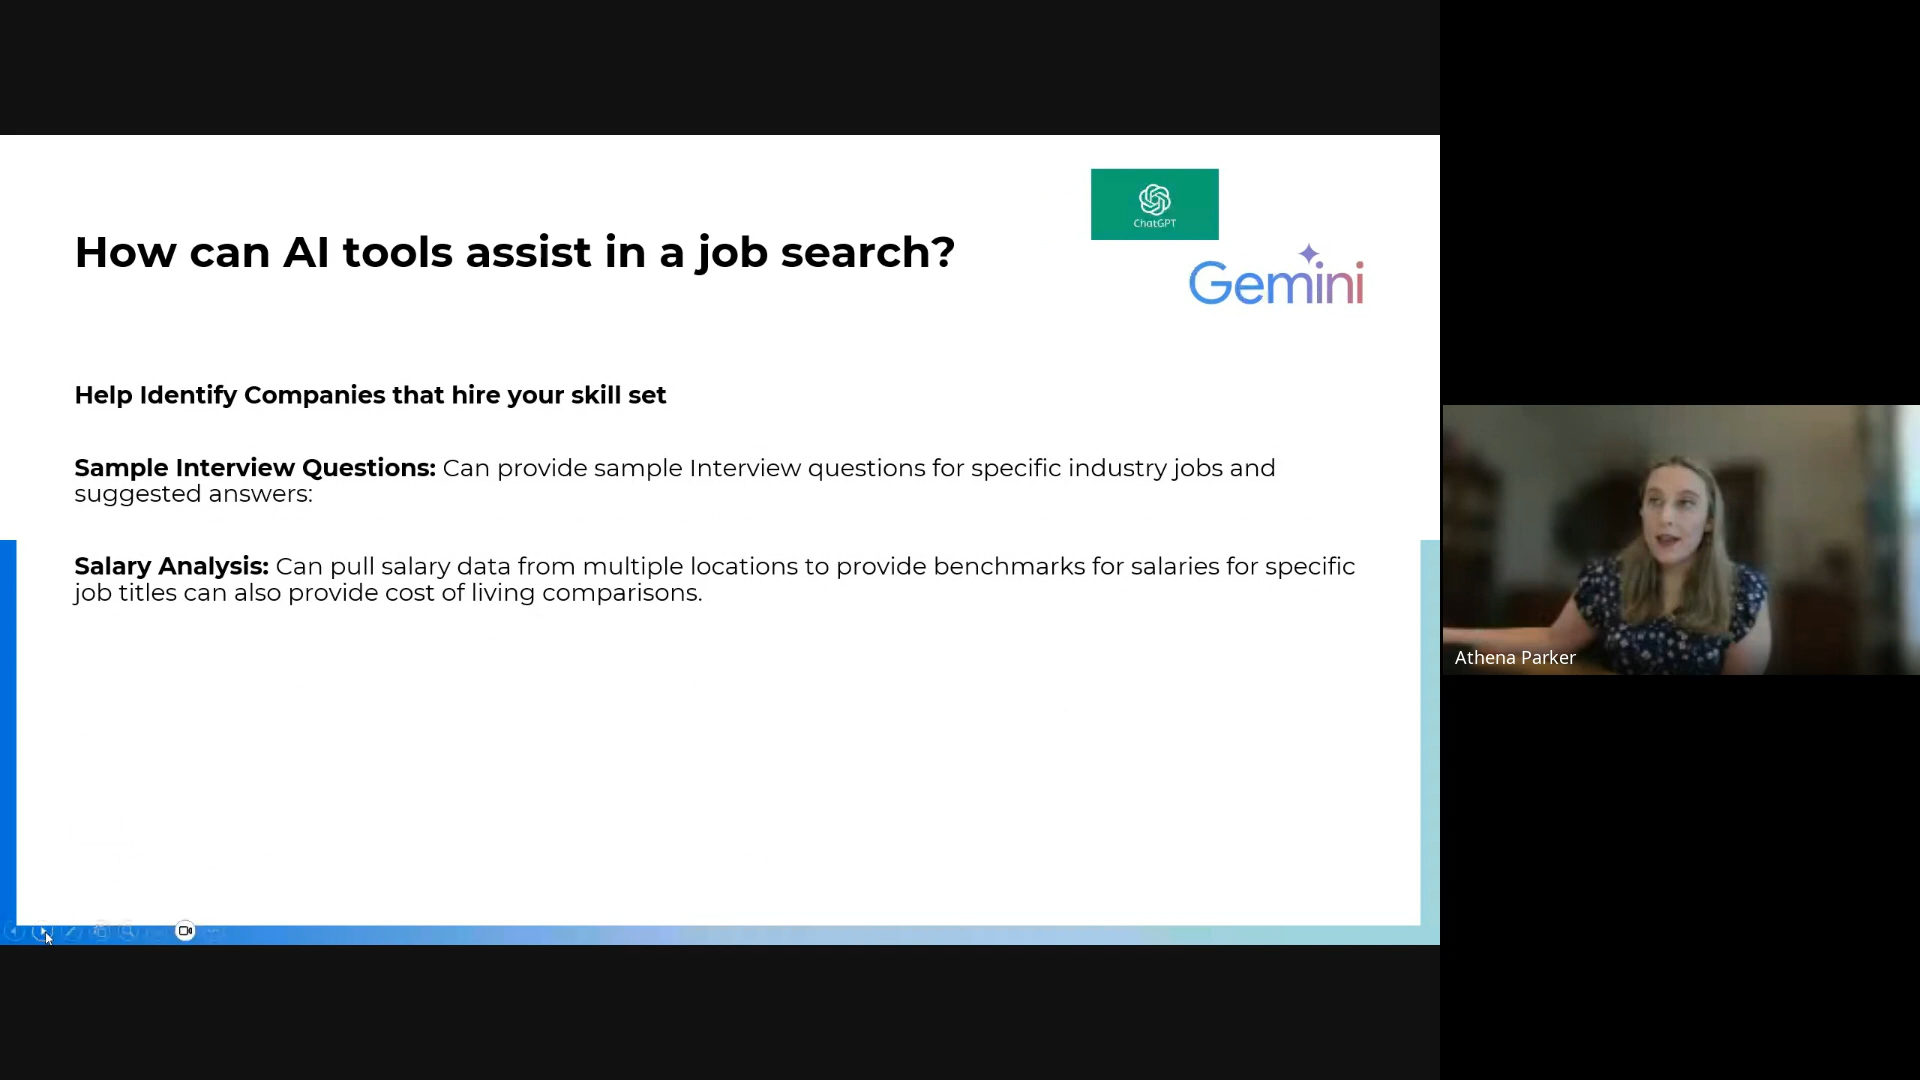 ChatGPT
How can AI tools assist in a job search?
Gemini
Help Identify Companies that hire your skill set
Sample Interview Questions: Can provide sample Interview questions for specific industry jobs and
suggested answers:
Salary Analysis: Can pull salary data from multiple locations to provide benchmarks for salaries for specific
job titles can also provide cost of living comparisons.
Athena Parker